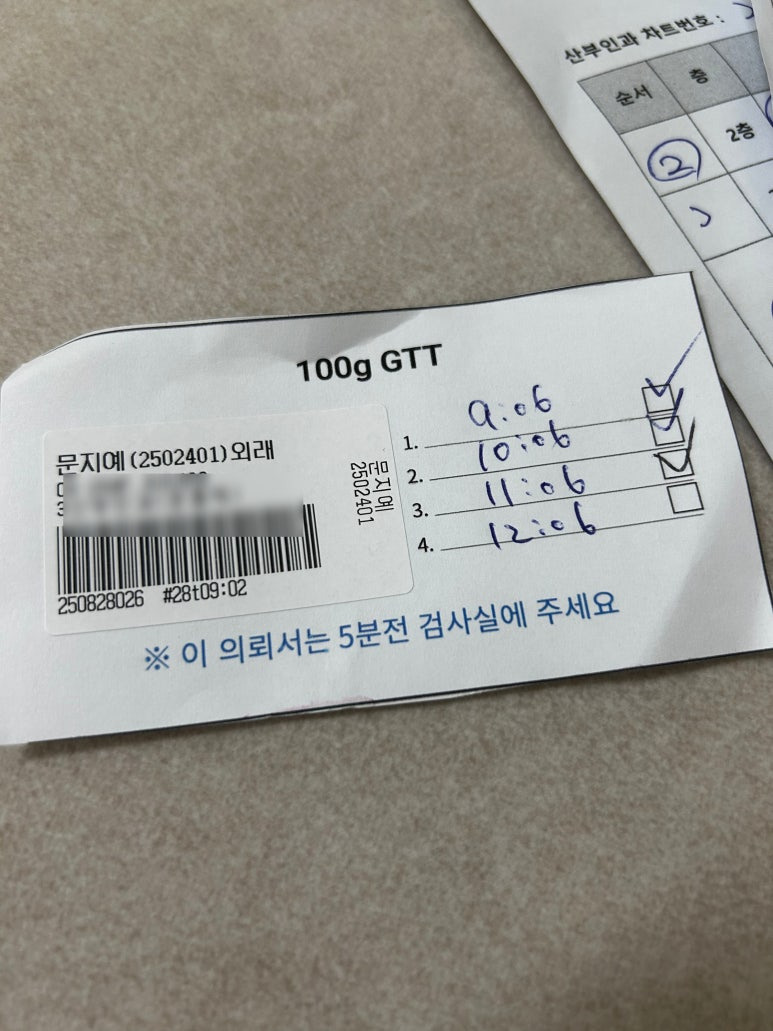 산부인과 차트번호 :
순서 층
2 2층
100g GTT
문지예(2502401)외래
문지예
2502401
250828026 #28t09:02
1. 9:06
2. 10:06
3. 11:06
4. 12:06
※ 이 의뢰서는 5분전 검사실에 주세요